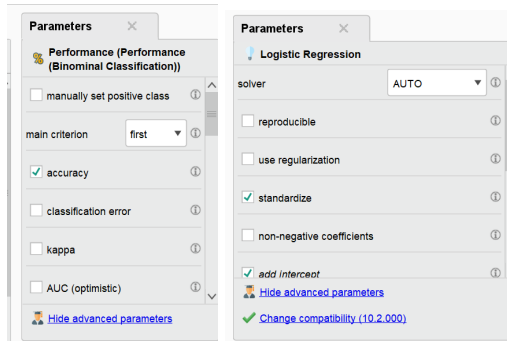 Parameters
Performance (Performance
(Binominal Classification))
manually set positive class
main criterion first
accuracy
classification error
kappa
AUC (optimistic)
Hide advanced parameters
Parameters
Logistic Regression
solver AUTO
reproducible
use regularization
standardize
non-negative coefficients
add intercept
Hide advanced parameters
Change compatibility (10.2.000)